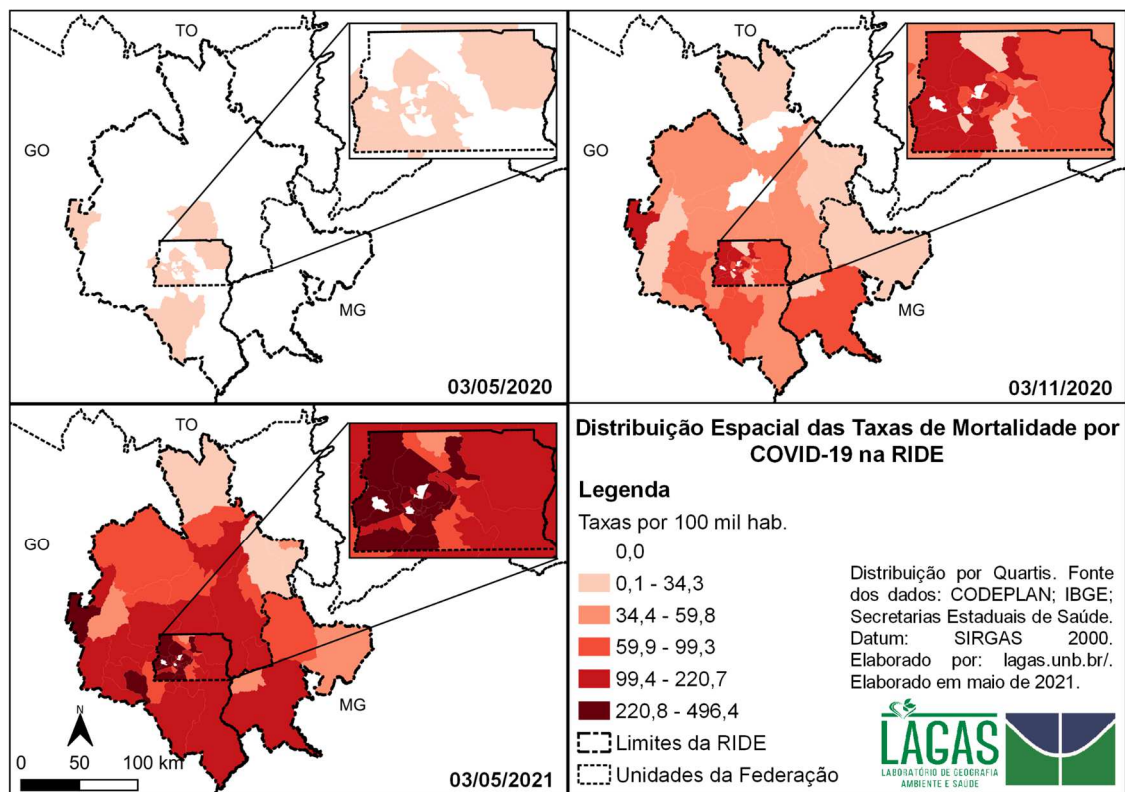 TO
GO
MG
03/05/2020
TO
GO
MG
03/11/2020
TO
GO
MG
N
0 50 100 km
03/05/2021
Distribuição Espacial das Taxas de Mortalidade por
COVID-19 na RIDE
Legenda
Taxas por 100 mil hab.
0,0
0,1 - 34,3
34,4 - 59,8
59,9 - 99,3
99,4 - 220,7
220,8 - 496,4
Limites da RIDE
Unidades da Federação
Distribuição por Quartis. Fonte
dos dados: CODEPLAN; IBGE;
Secretarias Estaduais de Saúde.
Datum: SIRGAS 2000.
Elaborado por: lagas.unb.br/.
Elaborado em maio de 2021.
LAGAS
LABORATÓRIO DE GEOGRAFIA
AMBIENTE E SAÚDE